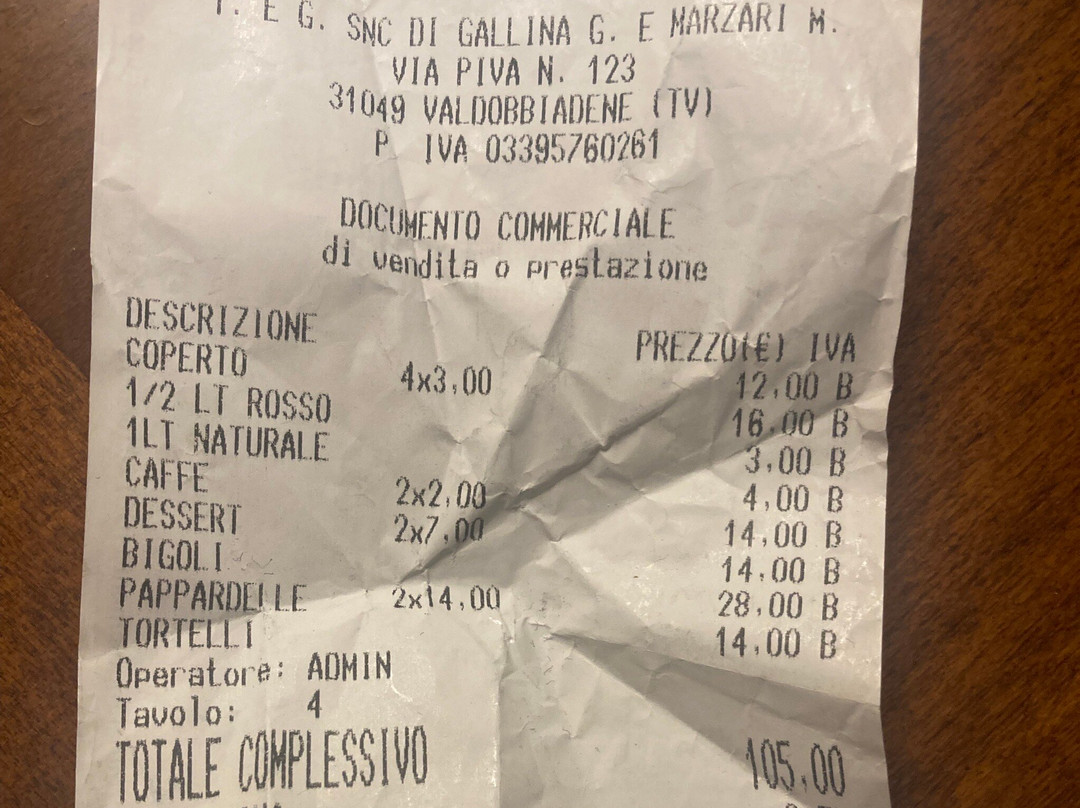 E G. SNC DI GALLINA G. E MARZARI M.
VIA PIVA N. 123
31049 VALDOBBIADENE (TV)
P IVA 03395760261
DOCUMENTO COMMERCIALE
di vendita o prestazione
DESCRIZIONE PREZZO(€) IVA
COPERTO 4x3,00 12,00 B
1/2 LT ROSSO 16,00 B
1LT NATURALE 3,00 B
CAFFE 2x2,00 4,00 B
DESSERT 2x7,00 14,00 B
BIGOLI 14,00 B
PAPPARDELLE 2x14,00 28,00 B
TORTELLI 14,00 B
Operatore: ADMIN
Tavolo: 4
TOTALE COMPLESSIVO 105,00